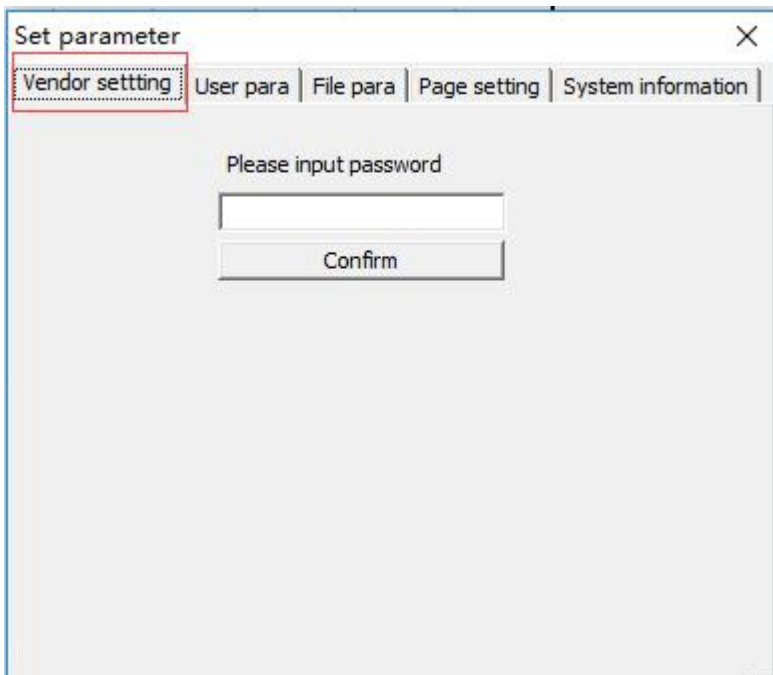 Set parameter
Vendor settting User para File para Page setting System information
Please input password
Confirm